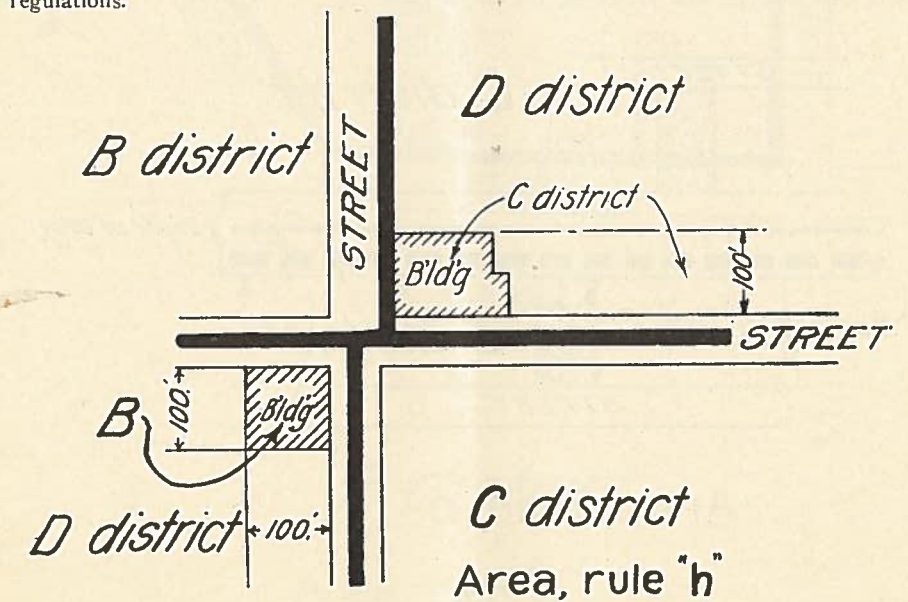 regulations.
D district
B district
STREET
C district
B'ld'g
100'.
STREET
100'.
B'ld'g
B
D district
100'.
C district
Area, rule "h"